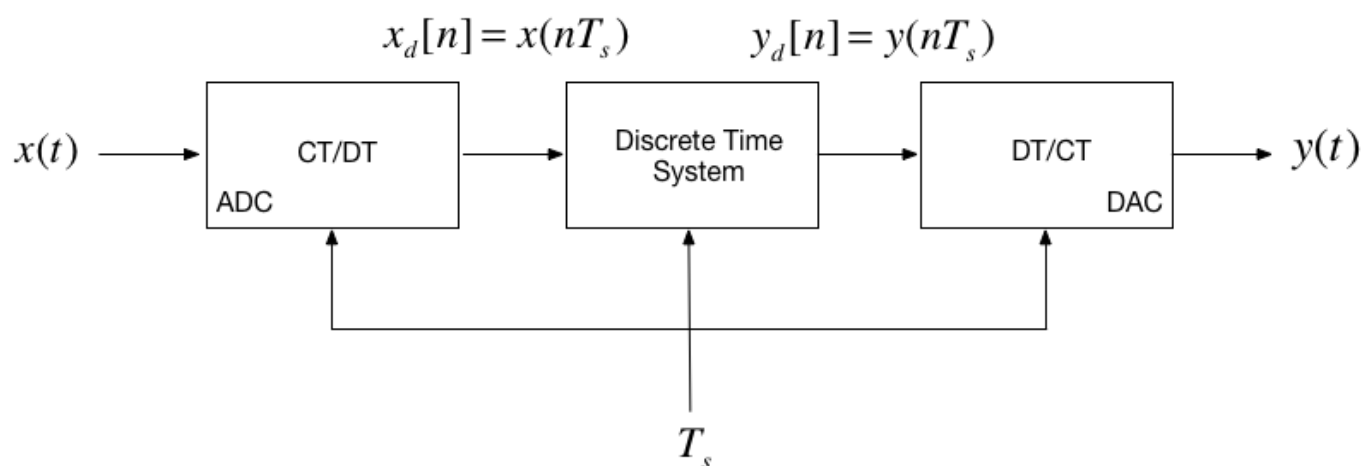 x_d[n] = x(nT_s)
y_d[n] = y(nT_s)
x(t)
CT/DT
ADC
Discrete Time
System
DT/CT
DAC
y(t)
T_s